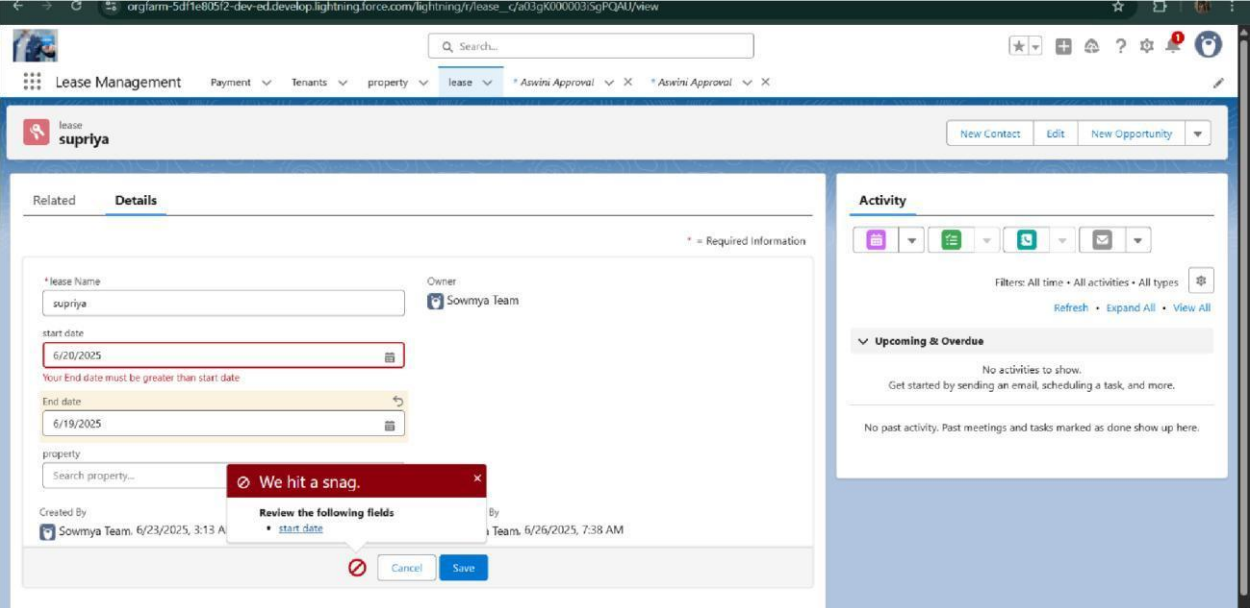 orgfarm-5df1e805f2-dev-ed.develop.lightning.force.com/lightning/r/lease__c/a03gK000003iSgPQAU/view
Search...
1
Lease Management Payment Tenants property lease * Aswini Approval * Aswini Approval
lease
supriya
New Contact Edit New Opportunity
Related Details
Activity
* = Required Information
*lease Name
supriya
Owner
Sowmya Team
start date
6/20/2025
Your End date must be greater than start date
End date
6/19/2025
property
Search property...
We hit a snag.
Review the following fields
• start date
Created By
Sowmya Team, 6/23/2025, 3:13 A
By
Team, 6/26/2025, 7:38 AM
Cancel Save
Filters: All time • All activities • All types
Refresh • Expand All • View All
Upcoming & Overdue
No activities to show.
Get started by sending an email, scheduling a task, and more.
No past activity. Past meetings and tasks marked as done show up here.